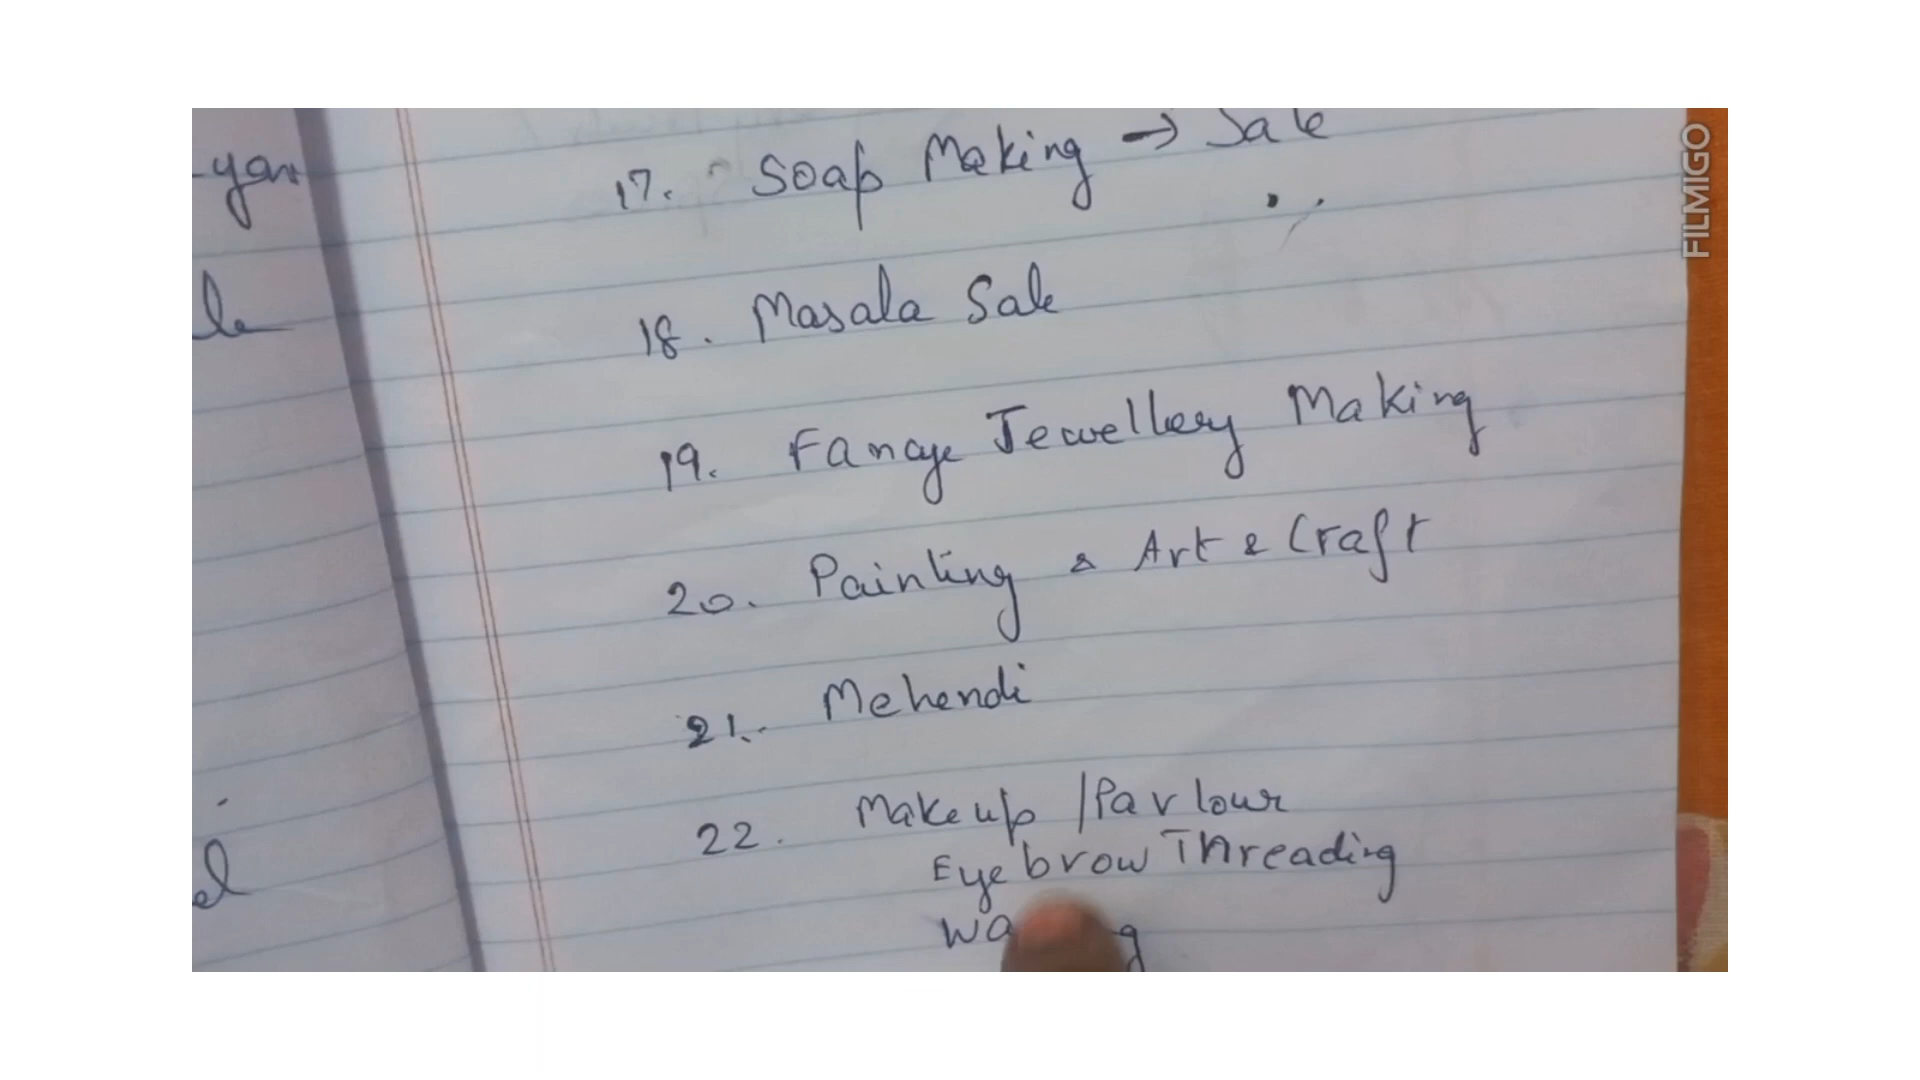 17. Soap Making → Sale
18. Masala Sale
19. Fancye Jewellery Making
20. Painting & Art & Craft
21. Mehendi
22. Makeup / Parlour
Eyebrow Threading
FILMIGO